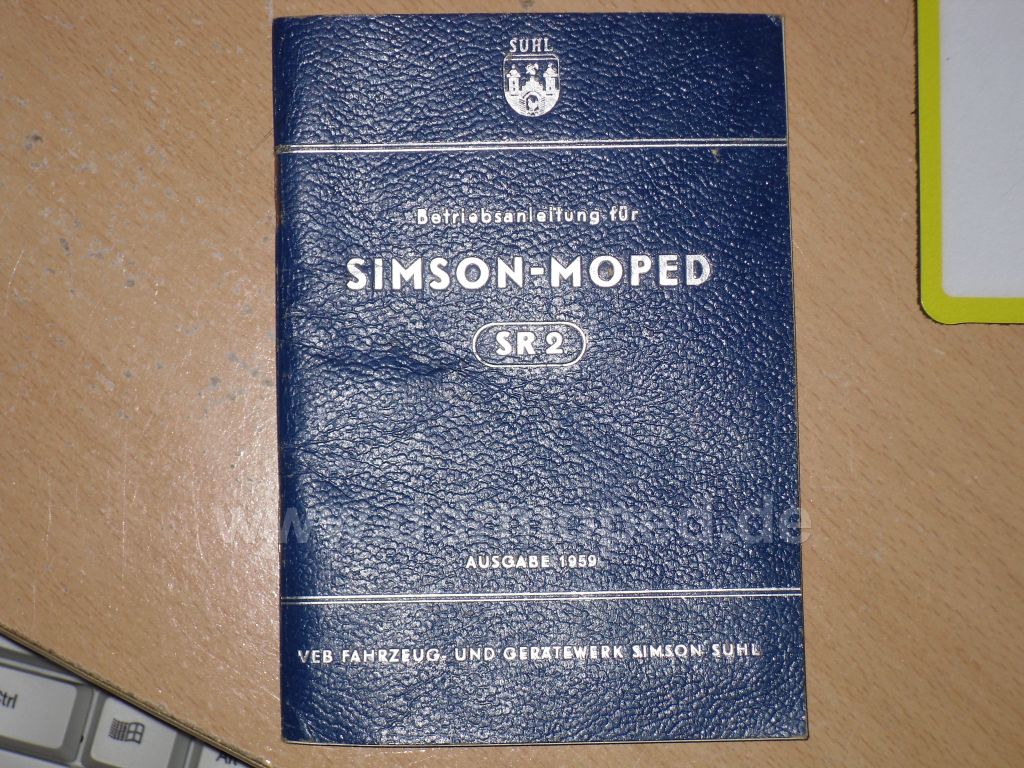 SUHL
Betriebsanleitung für
SiMSON-MOPED
SR 2
AUSGABE 1959
VEB FAHRZEUG- UND GERÄTEWERK SIMSON SUHL